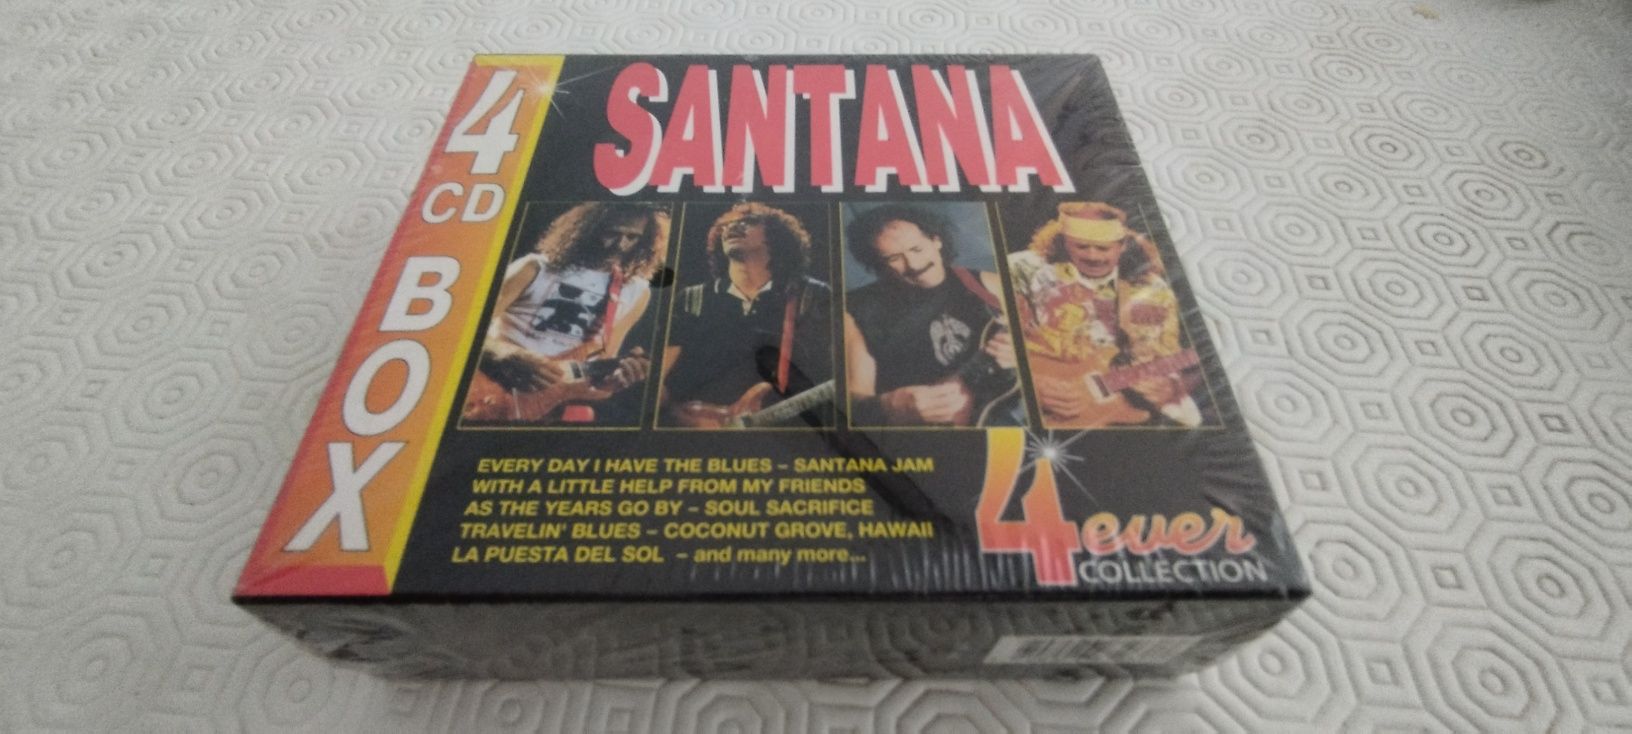 4
CD
BOX
SANTANA
EVERY DAY I HAVE THE BLUES – SANTANA JAM
WITH A LITTLE HELP FROM MY FRIENDS
AS THE YEARS GO BY – SOUL SACRIFICE
TRAVELIN' BLUES – COCONUT GROVE, HAWAII
LA PUESTA DEL SOL – and many more...
4ever
COLLECTION